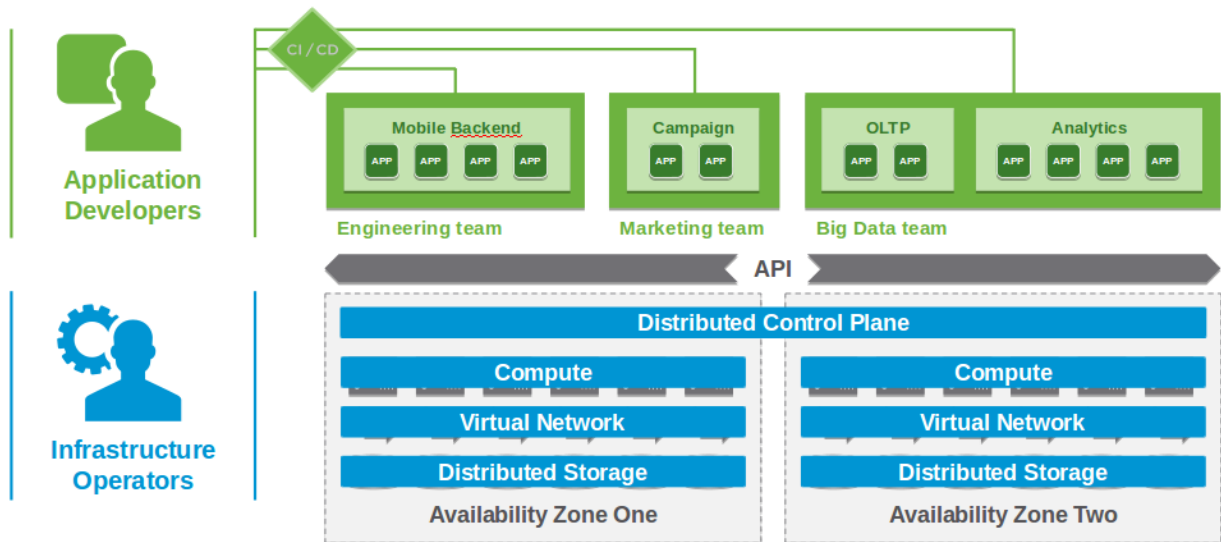 CI / CD
Application
Developers
Mobile Backend
APP APP APP APP
Campaign
APP APP
OLTP
APP APP
Analytics
APP APP APP APP
Engineering team
Marketing team
Big Data team
API
Infrastructure
Operators
Distributed Control Plane
Compute
Virtual Network
Distributed Storage
Availability Zone One
Compute
Virtual Network
Distributed Storage
Availability Zone Two